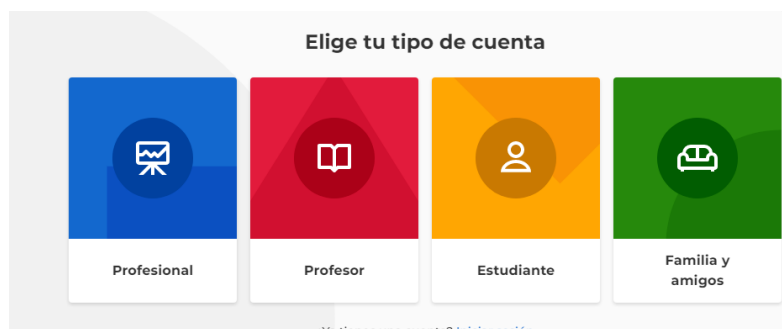 Elige tu tipo de cuenta
Profesional
Profesor
Estudiante
Familia y
amigos